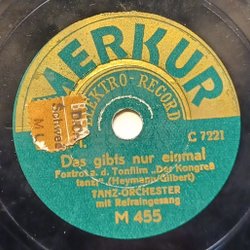 MERKUR
ELEKTRO-RECORD
C 7221
Das gibts nur einmal
Foxtrot a. d. Tonfilm „Der Kongreß
tanzt" (Heymann/Gilbert)
TANZ-ORCHESTER
mit Refraingesang
M 455